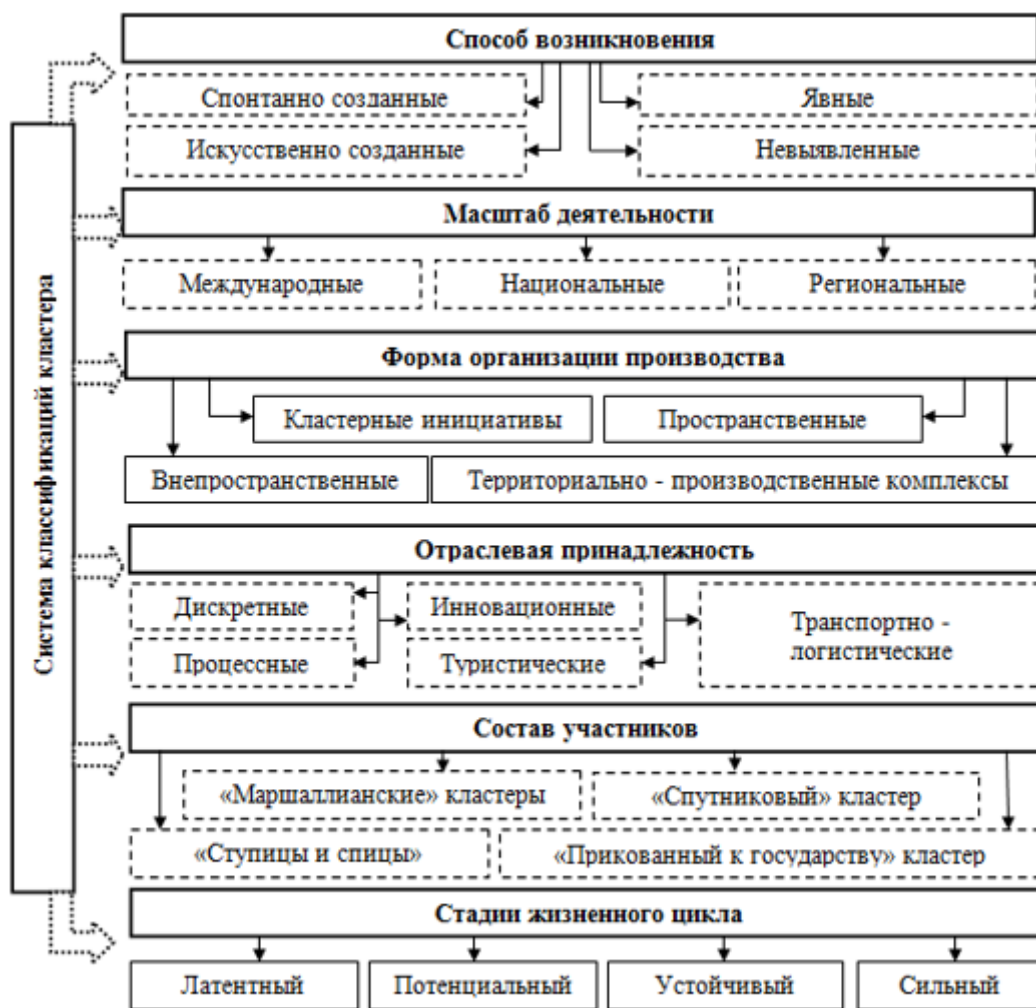 Система классификаций кластера
Способ возникновения
Спонтанно созданные
Явные
Искусственно созданные
Невыявленные
Масштаб деятельности
Международные
Национальные
Региональные
Форма организации производства
Кластерные инициативы
Пространственные
Внепространственные
Территориально - производственные комплексы
Отраслевая принадлежность
Дискретные
Инновационные
Транспортно -
логистические
Процессные
Туристические
Состав участников
«Маршаллианские» кластеры
«Спутниковый» кластер
«Ступицы и спицы»
«Прикованный к государству» кластер
Стадии жизненного цикла
Латентный
Потенциальный
Устойчивый
Сильный